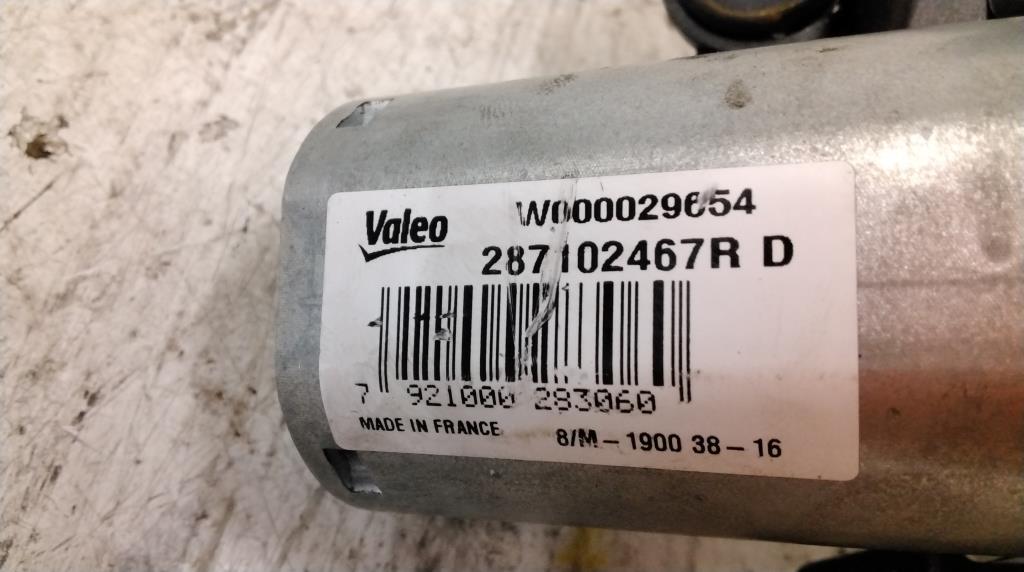 Valeo W000029654
287102467R D
7 921000 283060
MADE IN FRANCE 8/M-1900 38-16